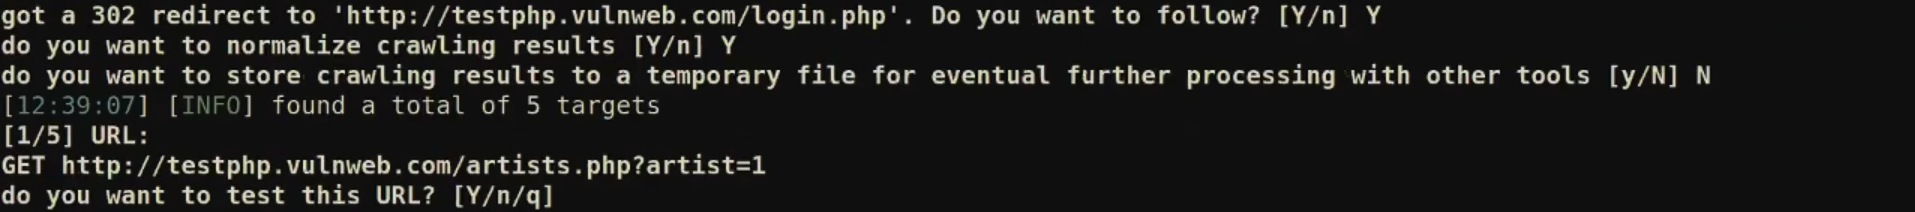 got a 302 redirect to 'http://testphp.vulnweb.com/login.php'. Do you want to follow? [Y/n] Y
do you want to normalize crawling results [Y/n] Y
do you want to store crawling results to a temporary file for eventual further processing with other tools [y/N] N
[12:39:07] [INFO] found a total of 5 targets
[1/5] URL:
GET http://testphp.vulnweb.com/artists.php?artist=1
do you want to test this URL? [Y/n/q]